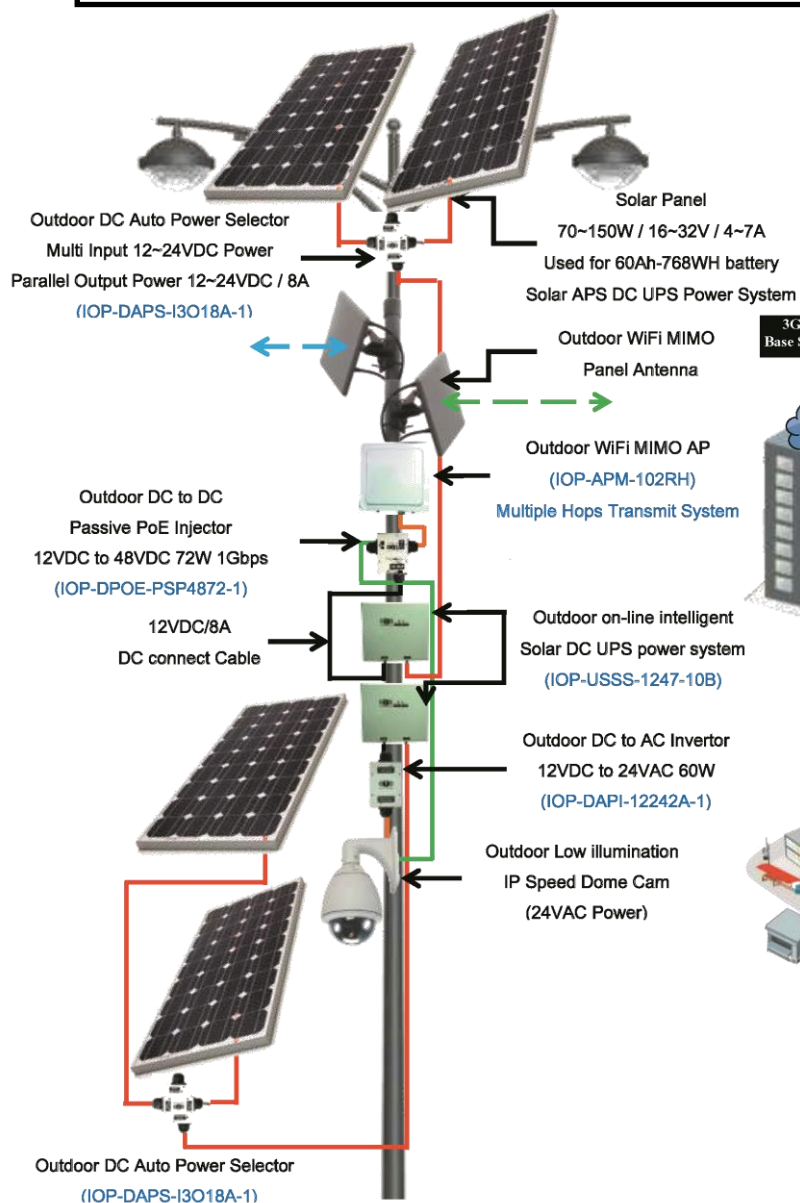 Outdoor DC Auto Power Selector
Multi Input 12~24VDC Power
Parallel Output Power 12~24VDC / 8A
(IOP-DAPS-I3O18A-1)
Solar Panel
70~150W / 16~32V / 4~7A
Used for 60Ah-768WH battery
Solar APS DC UPS Power System
3G
Base S
Outdoor WiFi MIMO
Panel Antenna
Outdoor WiFi MIMO AP
(IOP-APM-102RH)
Multiple Hops Transmit System
Outdoor DC to DC
Passive PoE Injector
12VDC to 48VDC 72W 1Gbps
(IOP-DPOE-PSP4872-1)
12VDC/8A
DC connect Cable
Outdoor on-line intelligent
Solar DC UPS power system
(IOP-USSS-1247-10B)
Outdoor DC to AC Invertor
12VDC to 24VAC 60W
(IOP-DAPI-12242A-1)
Outdoor Low illumination
IP Speed Dome Cam
(24VAC Power)
Outdoor DC Auto Power Selector
(IOP-DAPS-I3O18A-1)